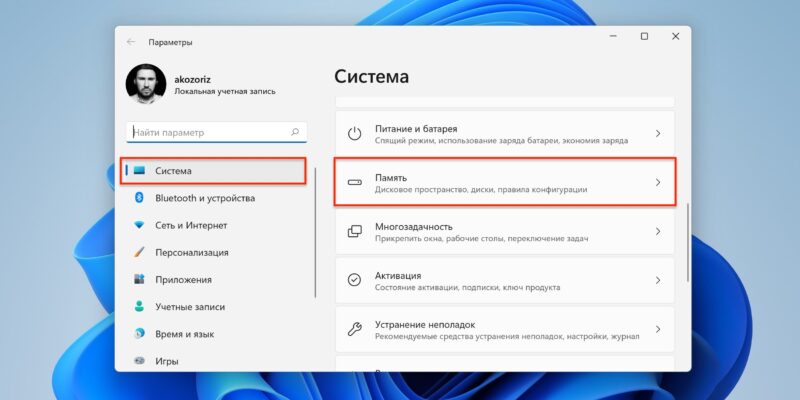 Параметры
akozoriz
Локальная учетная запись
Найти параметр
Система
Bluetooth и устройства
Сеть и Интернет
Персонализация
Приложения
Учетные записи
Время и язык
Игры
Система
Питание и батарея
Спящий режим, использование заряда батареи, экономия заряда
Память
Дисковое пространство, диски, правила конфигурации
Многозадачность
Прикрепить окна, рабочие столы, переключение задач
Активация
Состояние активации, подписки, ключ продукта
Устранение неполадок
Рекомендуемые средства устранения неполадок, настройки, журнал